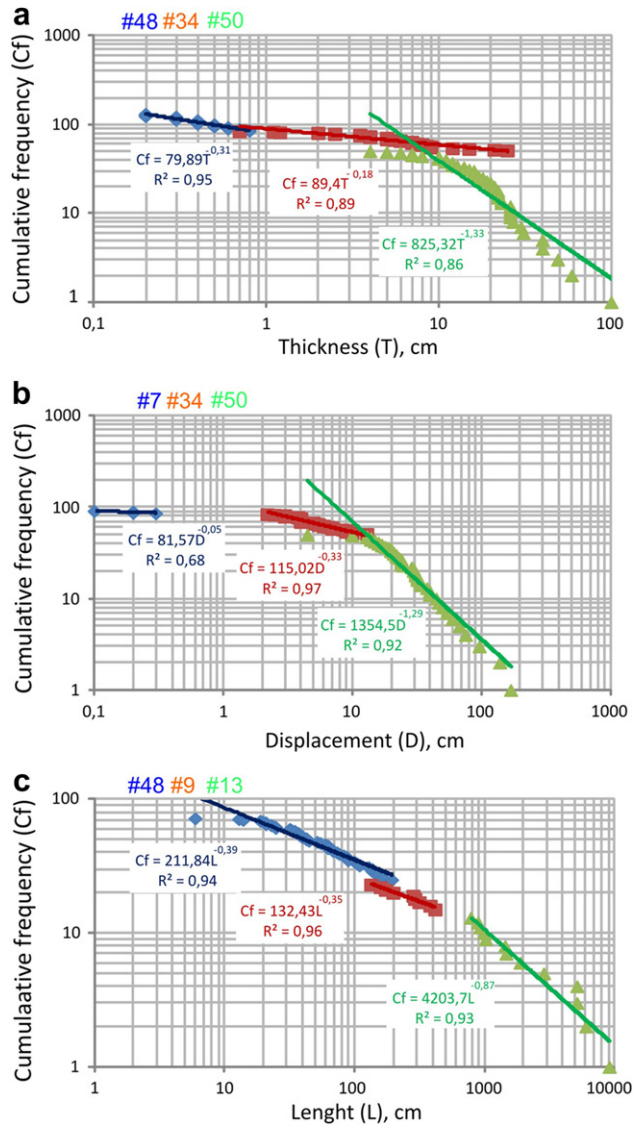 a
#48 #34 #50
Cumulative frequency (Cf)
1000
100
10
1
Cf = 79,89T^-0,31
R² = 0,95
Cf = 89,4T^-0,18
R² = 0,89
Cf = 825,32T^-1,33
R² = 0,86
0,1 1 10 100
Thickness (T), cm
b
#7 #34 #50
Cumulative frequency (Cf)
1000
100
10
1
Cf = 81,57D^-0,05
R² = 0,68
Cf = 115,02D^-0,33
R² = 0,97
Cf = 1354,5D^-1,29
R² = 0,92
0,1 1 10 100 1000
Displacement (D), cm
c
#48 #9 #13
Cumulaative frequency (Cf)
100
10
1
Cf = 211,84L^-0,39
R² = 0,94
Cf = 132,43L^-0,35
R² = 0,96
Cf = 4203,7L^-0,87
R² = 0,93
1 10 100 1000 10000
Lenght (L), cm